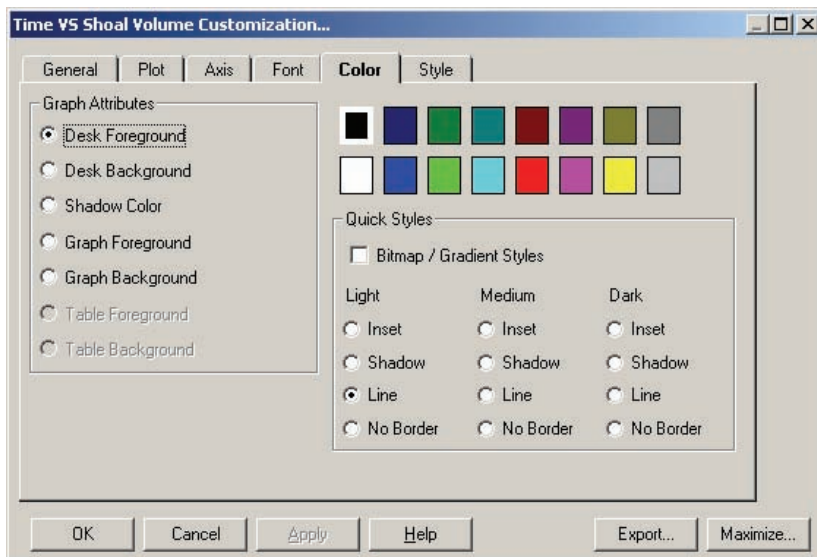 Time VS Shoal Volume Customization...
General Plot Axis Font Color Style
Graph Attributes
Desk Foreground
Desk Background
Shadow Color
Graph Foreground
Graph Background
Table Foreground
Table Background
Quick Styles
Bitmap / Gradient Styles
Light Medium Dark
Inset Inset Inset
Shadow Shadow Shadow
Line Line Line
No Border No Border No Border
OK Cancel Apply Help Export... Maximize...